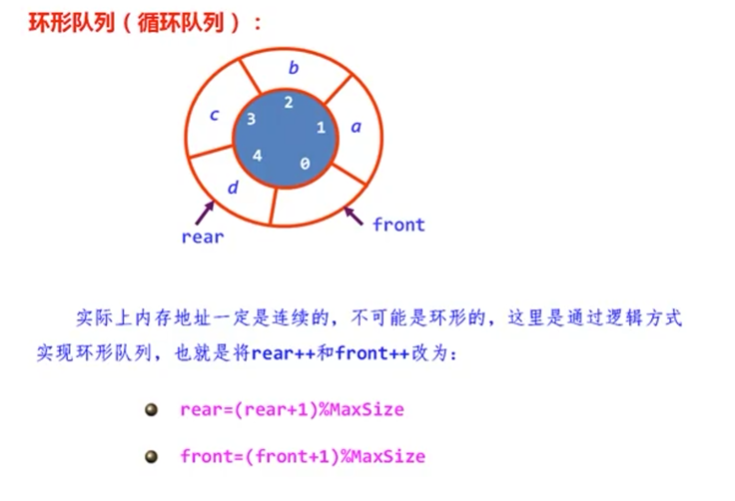 环形队列（循环队列）：
b
c
2
3
1
a
4
0
d
front
rear
实际上内存地址一定是连续的，不可能是环形的，这里是通过逻辑方式
实现环形队列，也就是将rear++和front++改为：
rear=(rear+1)%MaxSize
front=(front+1)%MaxSize